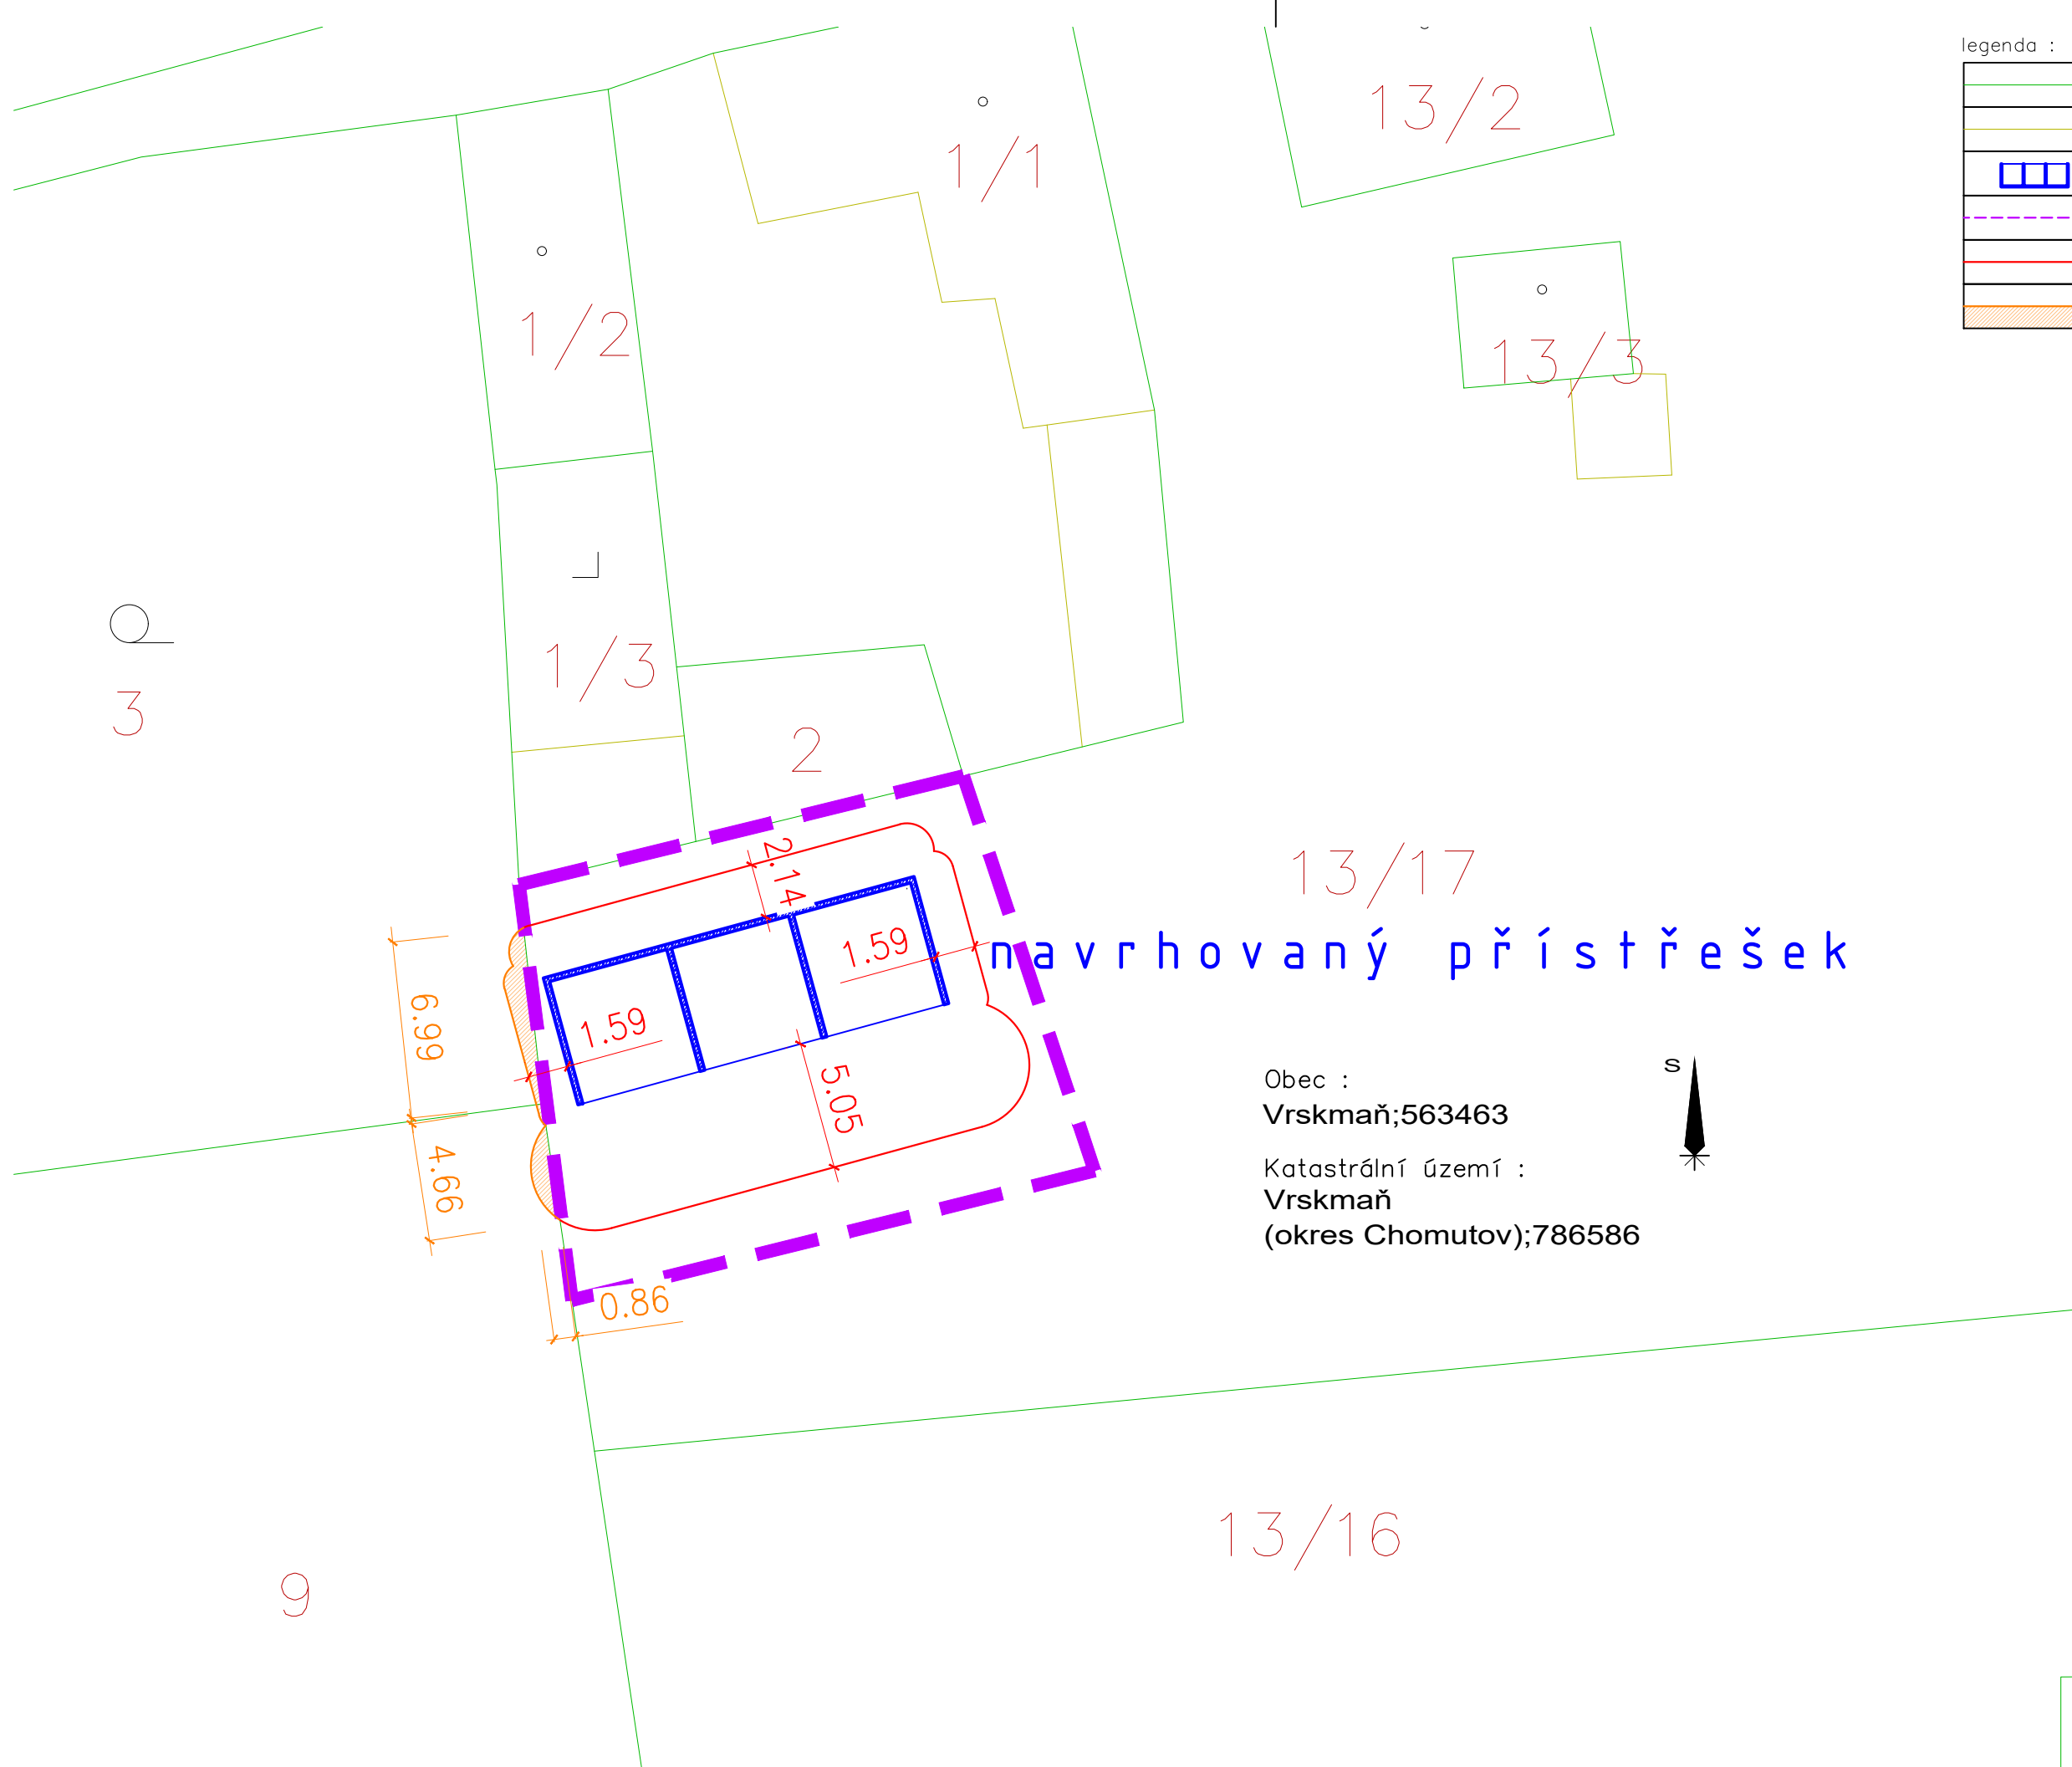 legenda :
13/2
1/1
1/2
13/3
1/3
3
2
2.14
13/17
1.59
navrhovaný přístřešek
6.99
1.59
5.05
Obec :
Vrskmaň;563463
S
4.66
Katastrální území :
Vrskmaň
(okres Chomutov);786586
0.86
13/16
9